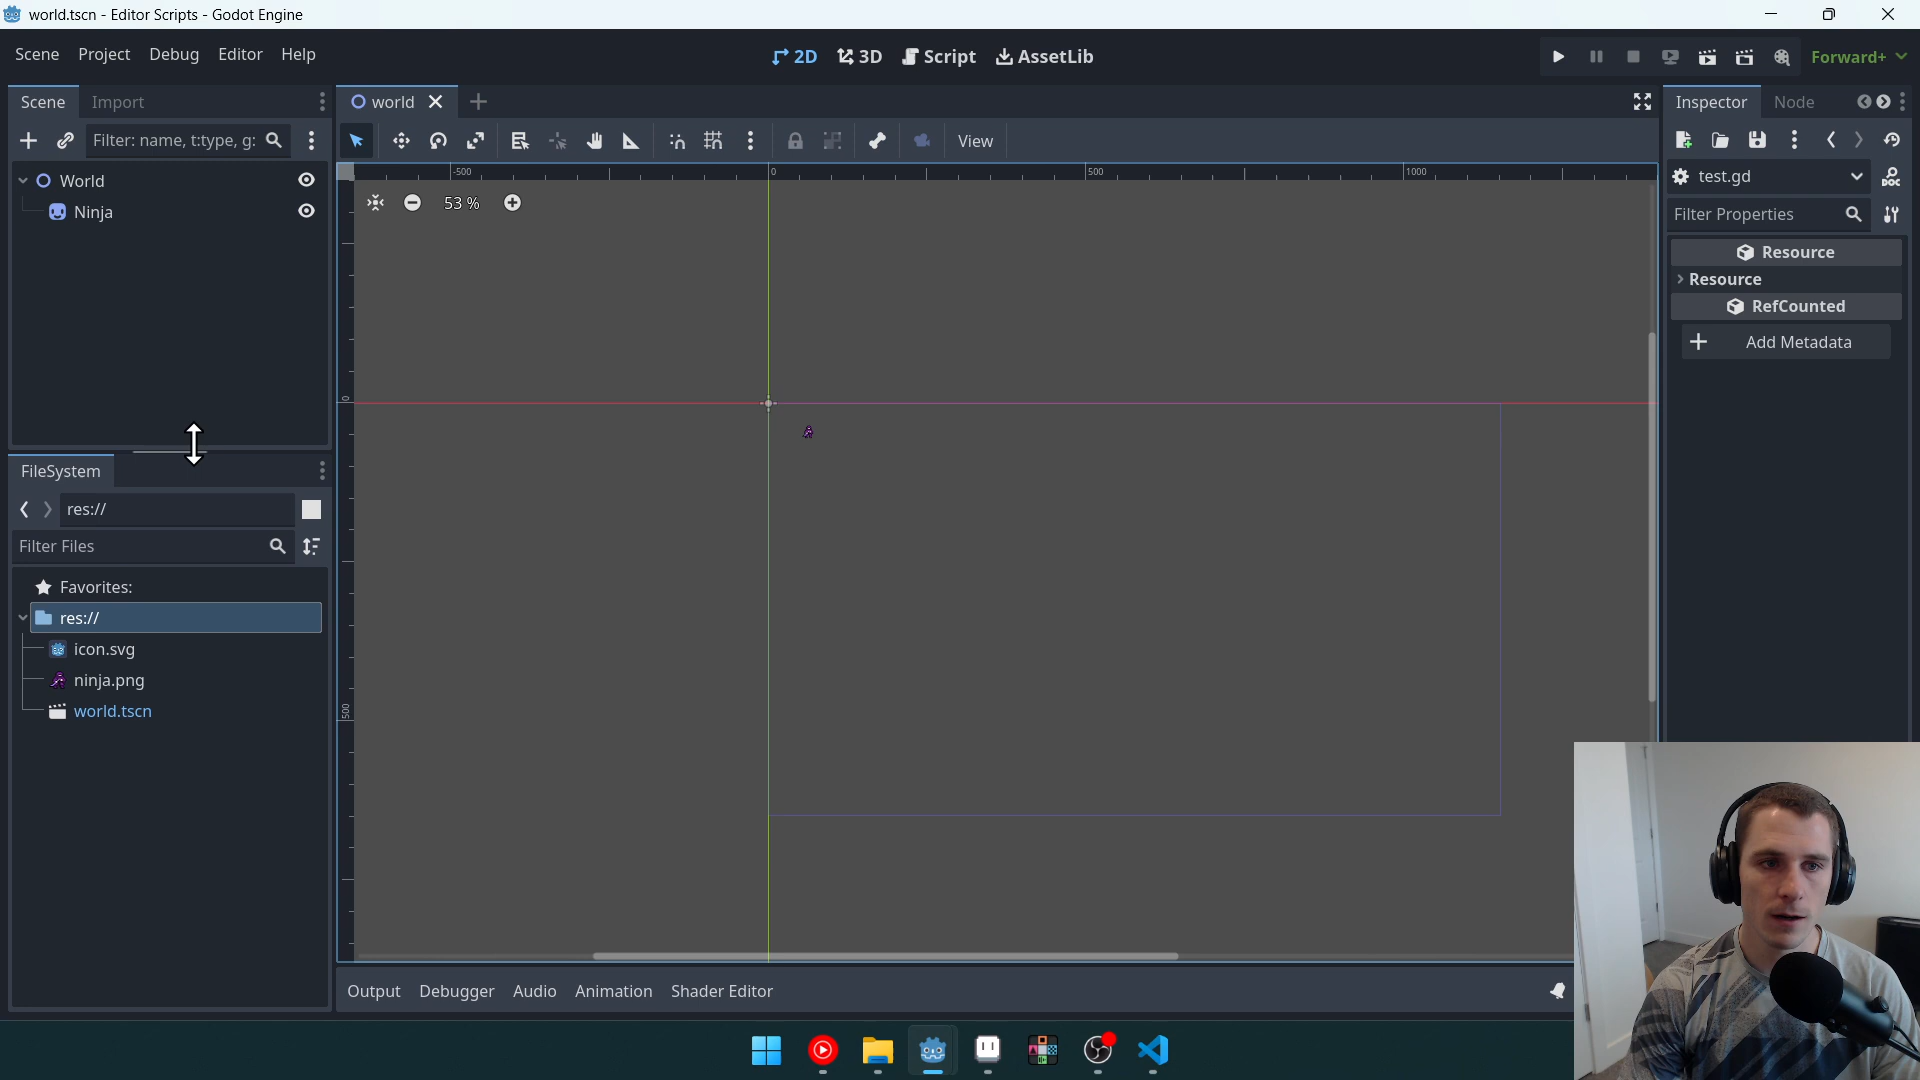 world.tscn - Editor Scripts - Godot Engine
Scene Project Debug Editor Help
2D 3D Script AssetLib
Forward+
Scene Import
world
Inspector Node
Filter: name, t:type, g:
View
World
Ninja
-500 0 500 1000
53 %
test.gd
Filter Properties
Resource
Resource
RefCounted
Add Metadata
0
500
FileSystem
res://
Filter Files
Favorites:
res://
icon.svg
ninja.png
world.tscn
Output Debugger Audio Animation Shader Editor